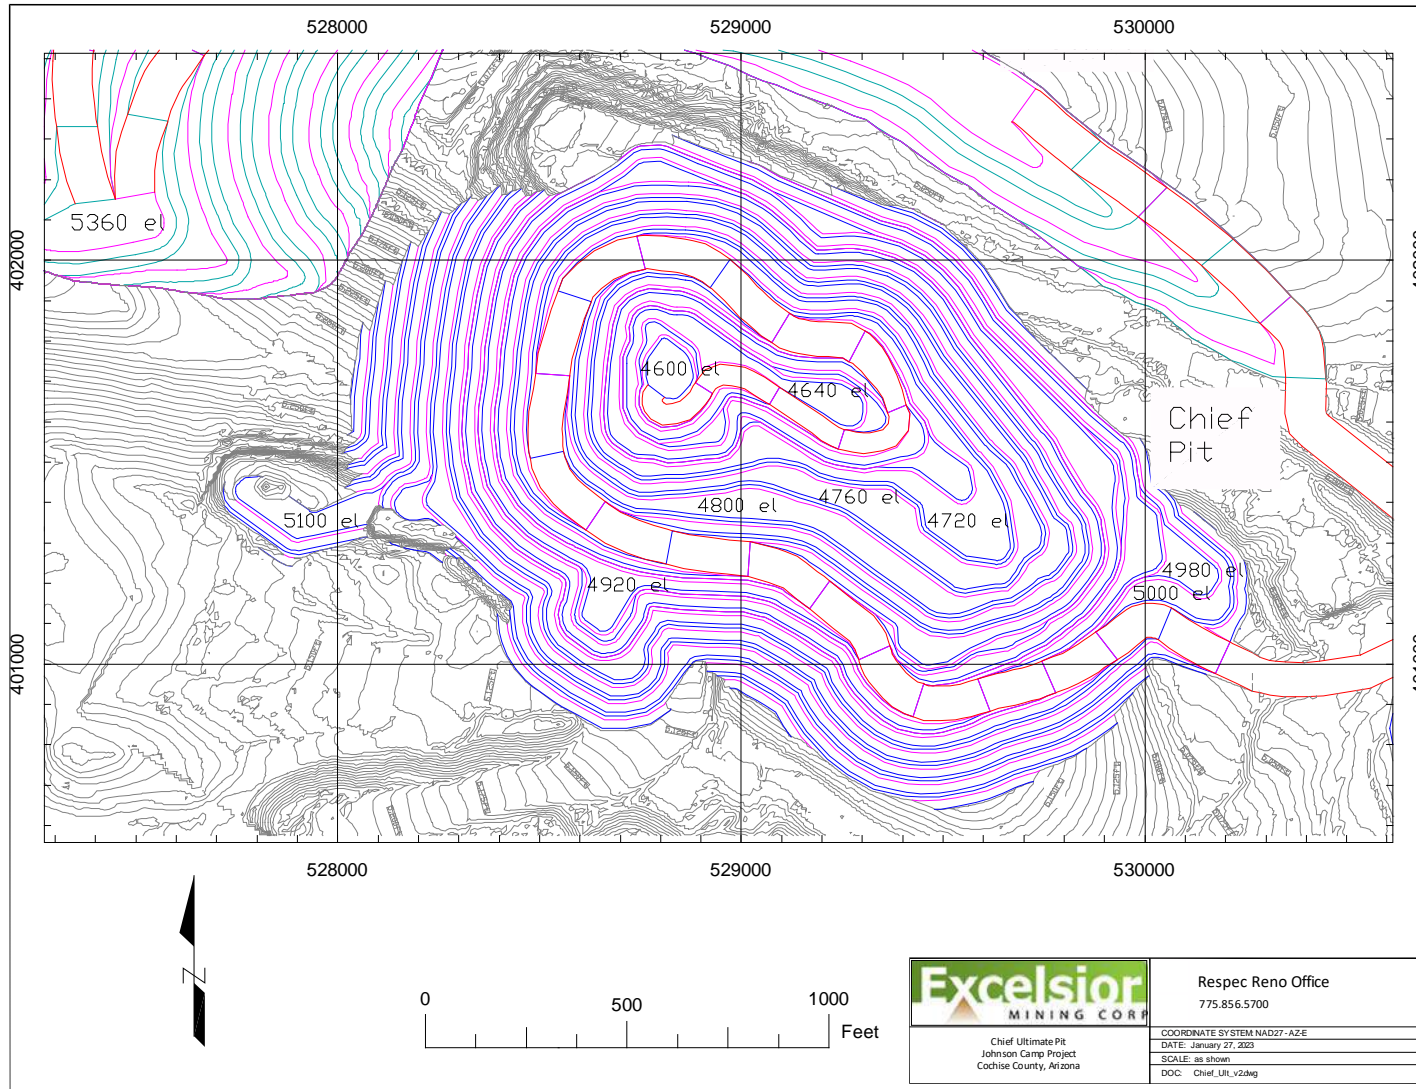 528000 529000 530000
402000
5360 el
4600 el
4640 el
Chief
Pit
4760 el
4800 el
4720 el
5100 el
4980 el
4920 el
5000 el
401000
528000 529000 530000
N
0 500 1000
Feet
Excelsior
MINING CORP
Chief Ultimate Pit
Johnson Camp Project
Cochise County, Arizona
Respec Reno Office
775.856.5700
COORDINATE SYSTEM: NAD27 - AZ-E
DATE: January 27, 2023
SCALE: as shown
DOC: Chief_Ult_v2.dwg